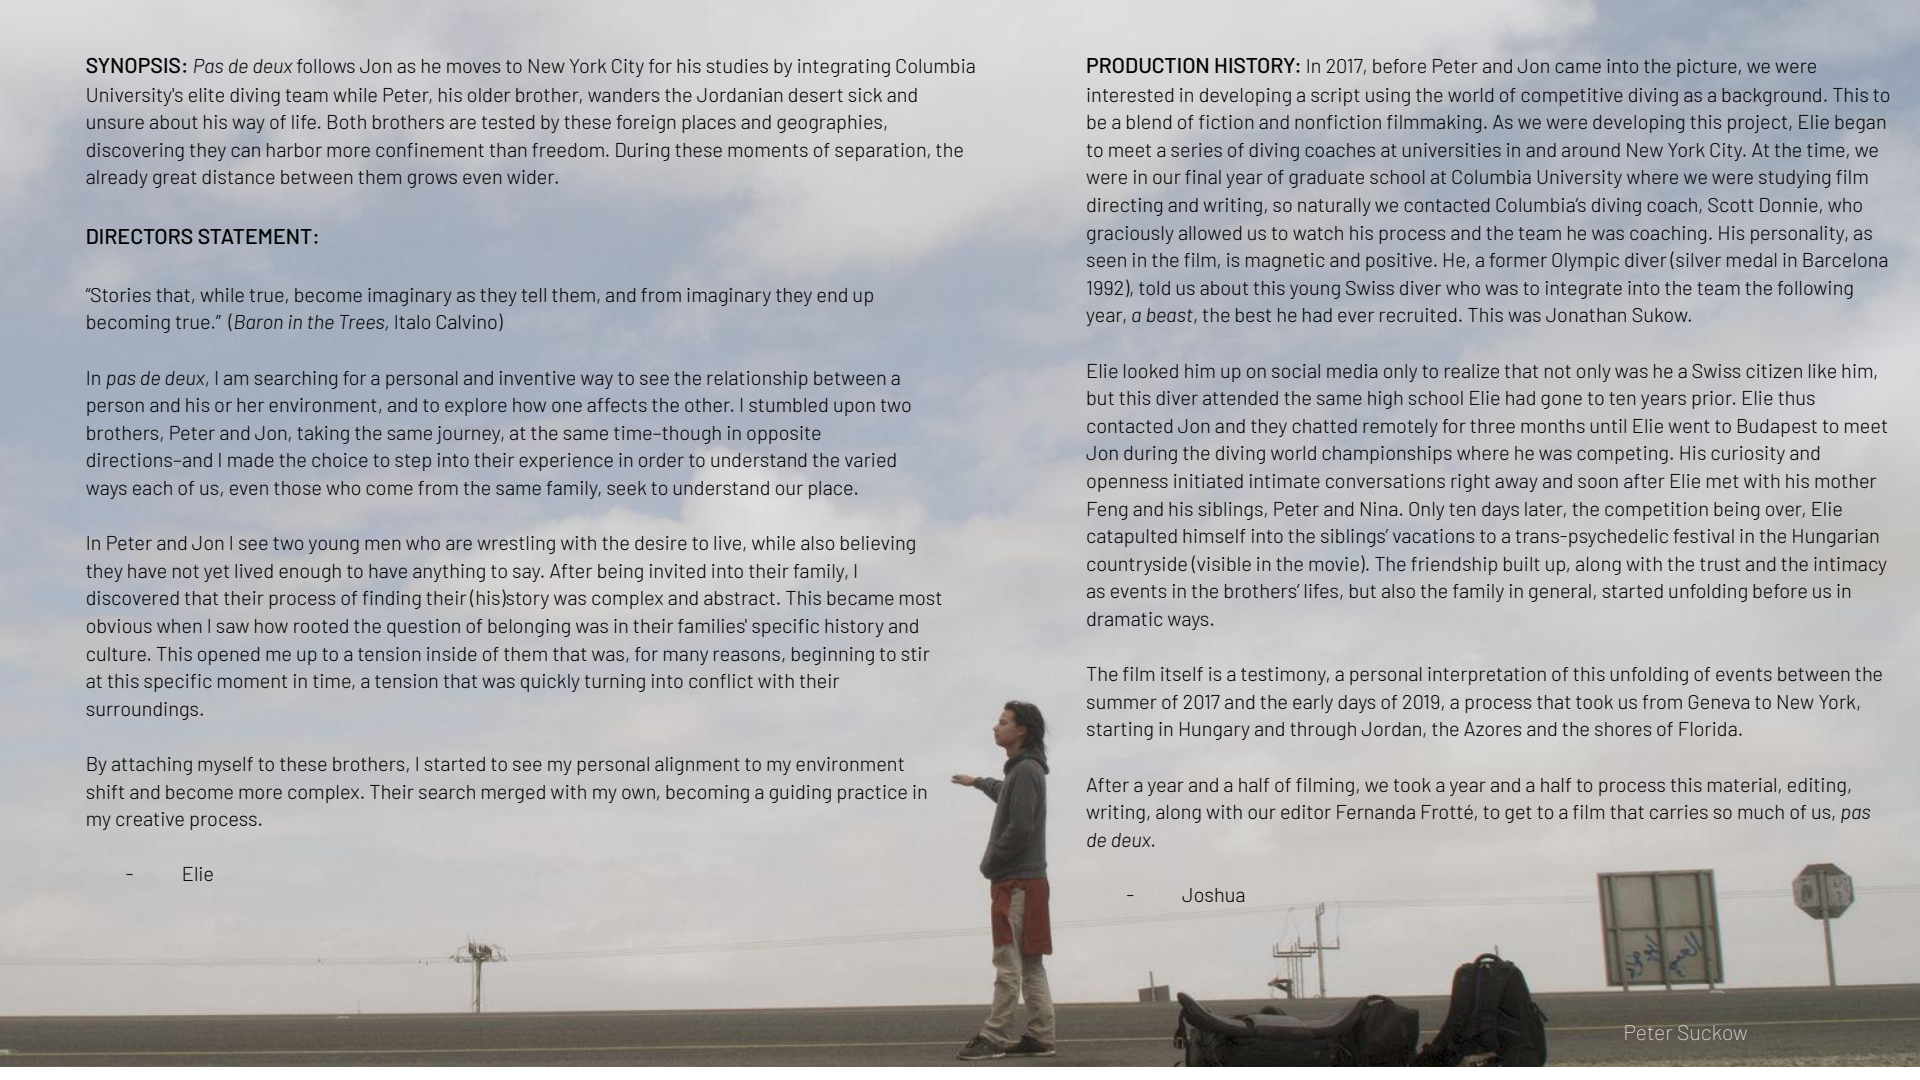 SYNOPSIS: Pas de deux follows Jon as he moves to New York City for his studies by integrating Columbia
University's elite diving team while Peter, his older brother, wanders the Jordanian desert sick and
unsure about his way of life. Both brothers are tested by these foreign places and geographies,
discovering they can harbor more confinement than freedom. During these moments of separation, the
already great distance between them grows even wider.
DIRECTORS STATEMENT:
“Stories that, while true, become imaginary as they tell them, and from imaginary they end up
becoming true.” (Baron in the Trees, Italo Calvino)
In pas de deux, I am searching for a personal and inventive way to see the relationship between a
person and his or her environment, and to explore how one affects the other. I stumbled upon two
brothers, Peter and Jon, taking the same journey, at the same time–though in opposite
directions–and I made the choice to step into their experience in order to understand the varied
ways each of us, even those who come from the same family, seek to understand our place.
In Peter and Jon I see two young men who are wrestling with the desire to live, while also believing
they have not yet lived enough to have anything to say. After being invited into their family, I
discovered that their process of finding their (his)story was complex and abstract. This became most
obvious when I saw how rooted the question of belonging was in their families' specific history and
culture. This opened me up to a tension inside of them that was, for many reasons, beginning to stir
at this specific moment in time, a tension that was quickly turning into conflict with their
surroundings.
By attaching myself to these brothers, I started to see my personal alignment to my environment
shift and become more complex. Their search merged with my own, becoming a guiding practice in
my creative process.
- Elie
PRODUCTION HISTORY: In 2017, before Peter and Jon came into the picture, we were
interested in developing a script using the world of competitive diving as a background. This to
be a blend of fiction and nonfiction filmmaking. As we were developing this project, Elie began
to meet a series of diving coaches at universities in and around New York City. At the time, we
were in our final year of graduate school at Columbia University where we were studying film
directing and writing, so naturally we contacted Columbia’s diving coach, Scott Donnie, who
graciously allowed us to watch his process and the team he was coaching. His personality, as
seen in the film, is magnetic and positive. He, a former Olympic diver (silver medal in Barcelona
1992), told us about this young Swiss diver who was to integrate into the team the following
year, a beast, the best he had ever recruited. This was Jonathan Sukow.
Elie looked him up on social media only to realize that not only was he a Swiss citizen like him,
but this diver attended the same high school Elie had gone to ten years prior. Elie thus
contacted Jon and they chatted remotely for three months until Elie went to Budapest to meet
Jon during the diving world championships where he was competing. His curiosity and
openness initiated intimate conversations right away and soon after Elie met with his mother
Feng and his siblings, Peter and Nina. Only ten days later, the competition being over, Elie
catapulted himself into the siblings’ vacations to a trans-psychedelic festival in the Hungarian
countryside (visible in the movie). The friendship built up, along with the trust and the intimacy
as events in the brothers’ lifes, but also the family in general, started unfolding before us in
dramatic ways.
The film itself is a testimony, a personal interpretation of this unfolding of events between the
summer of 2017 and the early days of 2019, a process that took us from Geneva to New York,
starting in Hungary and through Jordan, the Azores and the shores of Florida.
After a year and a half of filming, we took a year and a half to process this material, editing,
writing, along with our editor Fernanda Frotté, to get to a film that carries so much of us, pas
de deux.
- Joshua
Peter Suckow